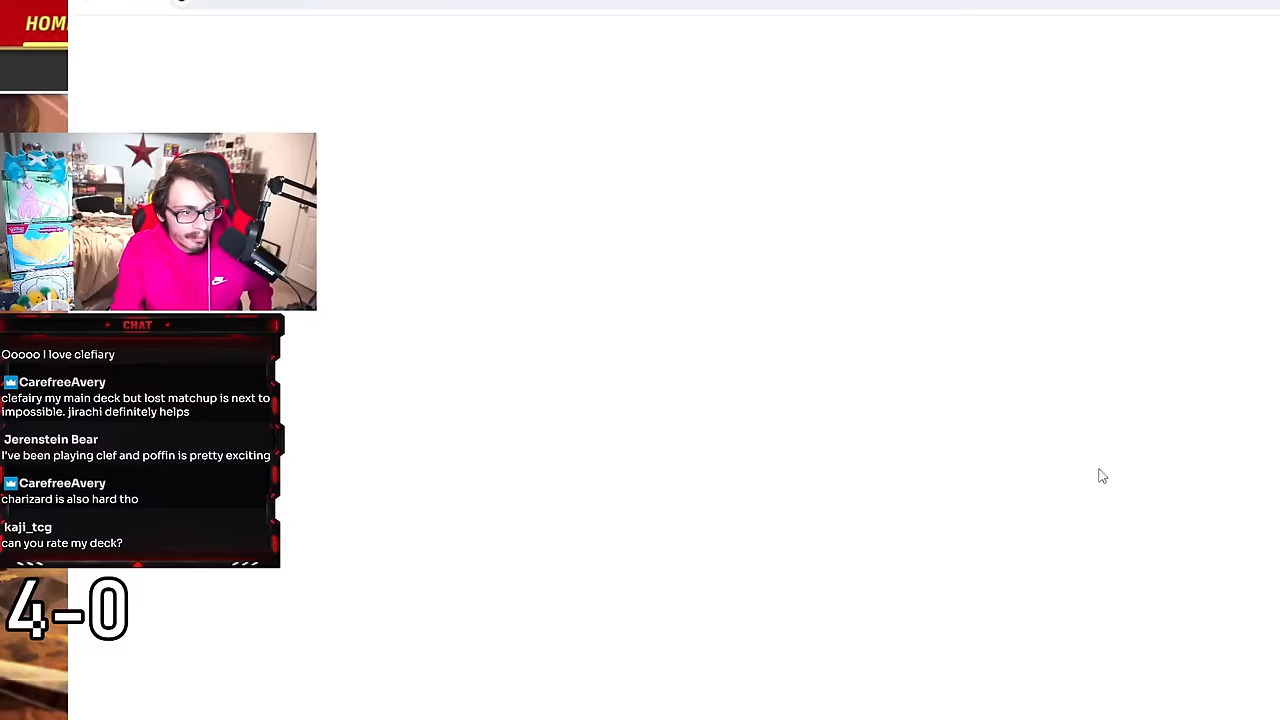 HOM
CHAT
Ooooo I love clefiary
CarefreeAvery
clefairy my main deck but lost matchup is next to
impossible. jirachi definitely helps
Jerenstein Bear
I've been playing clef and poffin is pretty exciting
CarefreeAvery
charizard is also hard tho
kaji_tcg
can you rate my deck?
4-0